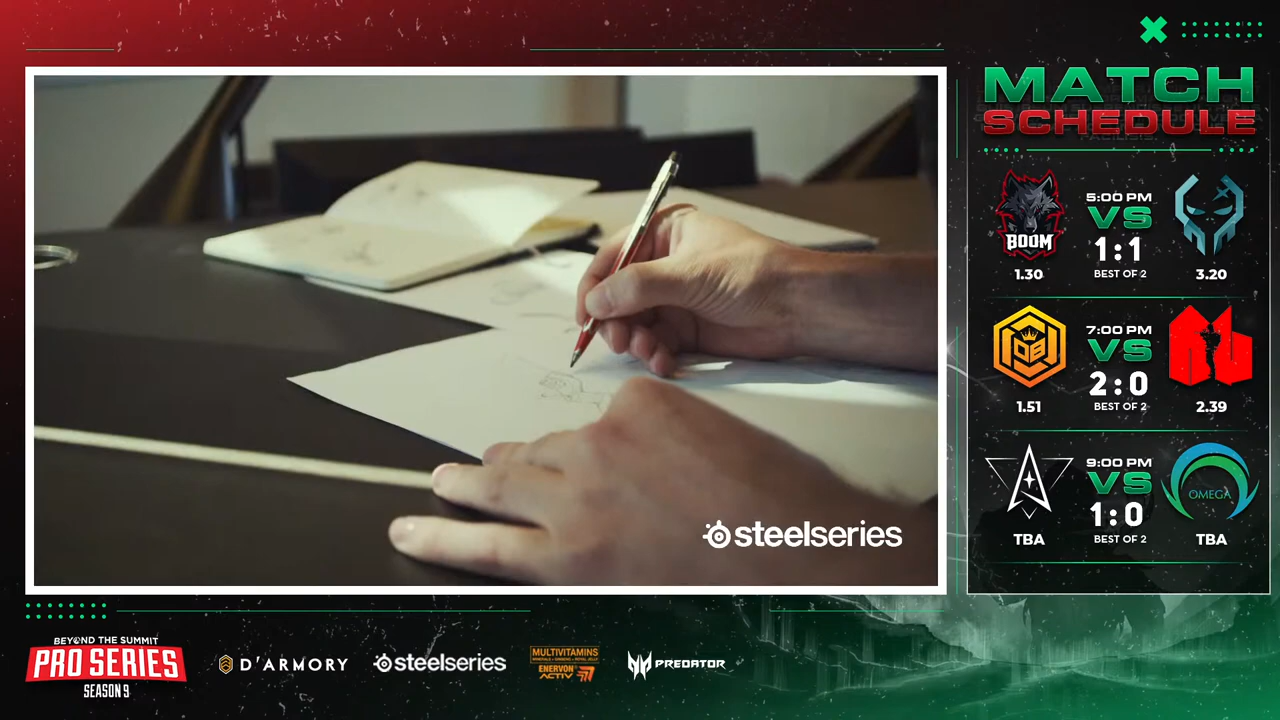 MATCH
SCHEDULE
5:00 PM
VS
1:1
BEST OF 2
BOOM
1.30
3.20
7:00 PM
VS
2:0
BEST OF 2
1.51
2.39
9:00 PM
VS
1:0
BEST OF 2
OMEGA
TBA
TBA
steelseries
BEYOND THE SUMMIT
PRO SERIES
SEASON 9
D'ARMORY
steelseries
MULTIVITAMINS
ENERVON
ACTIV
PREDATOR